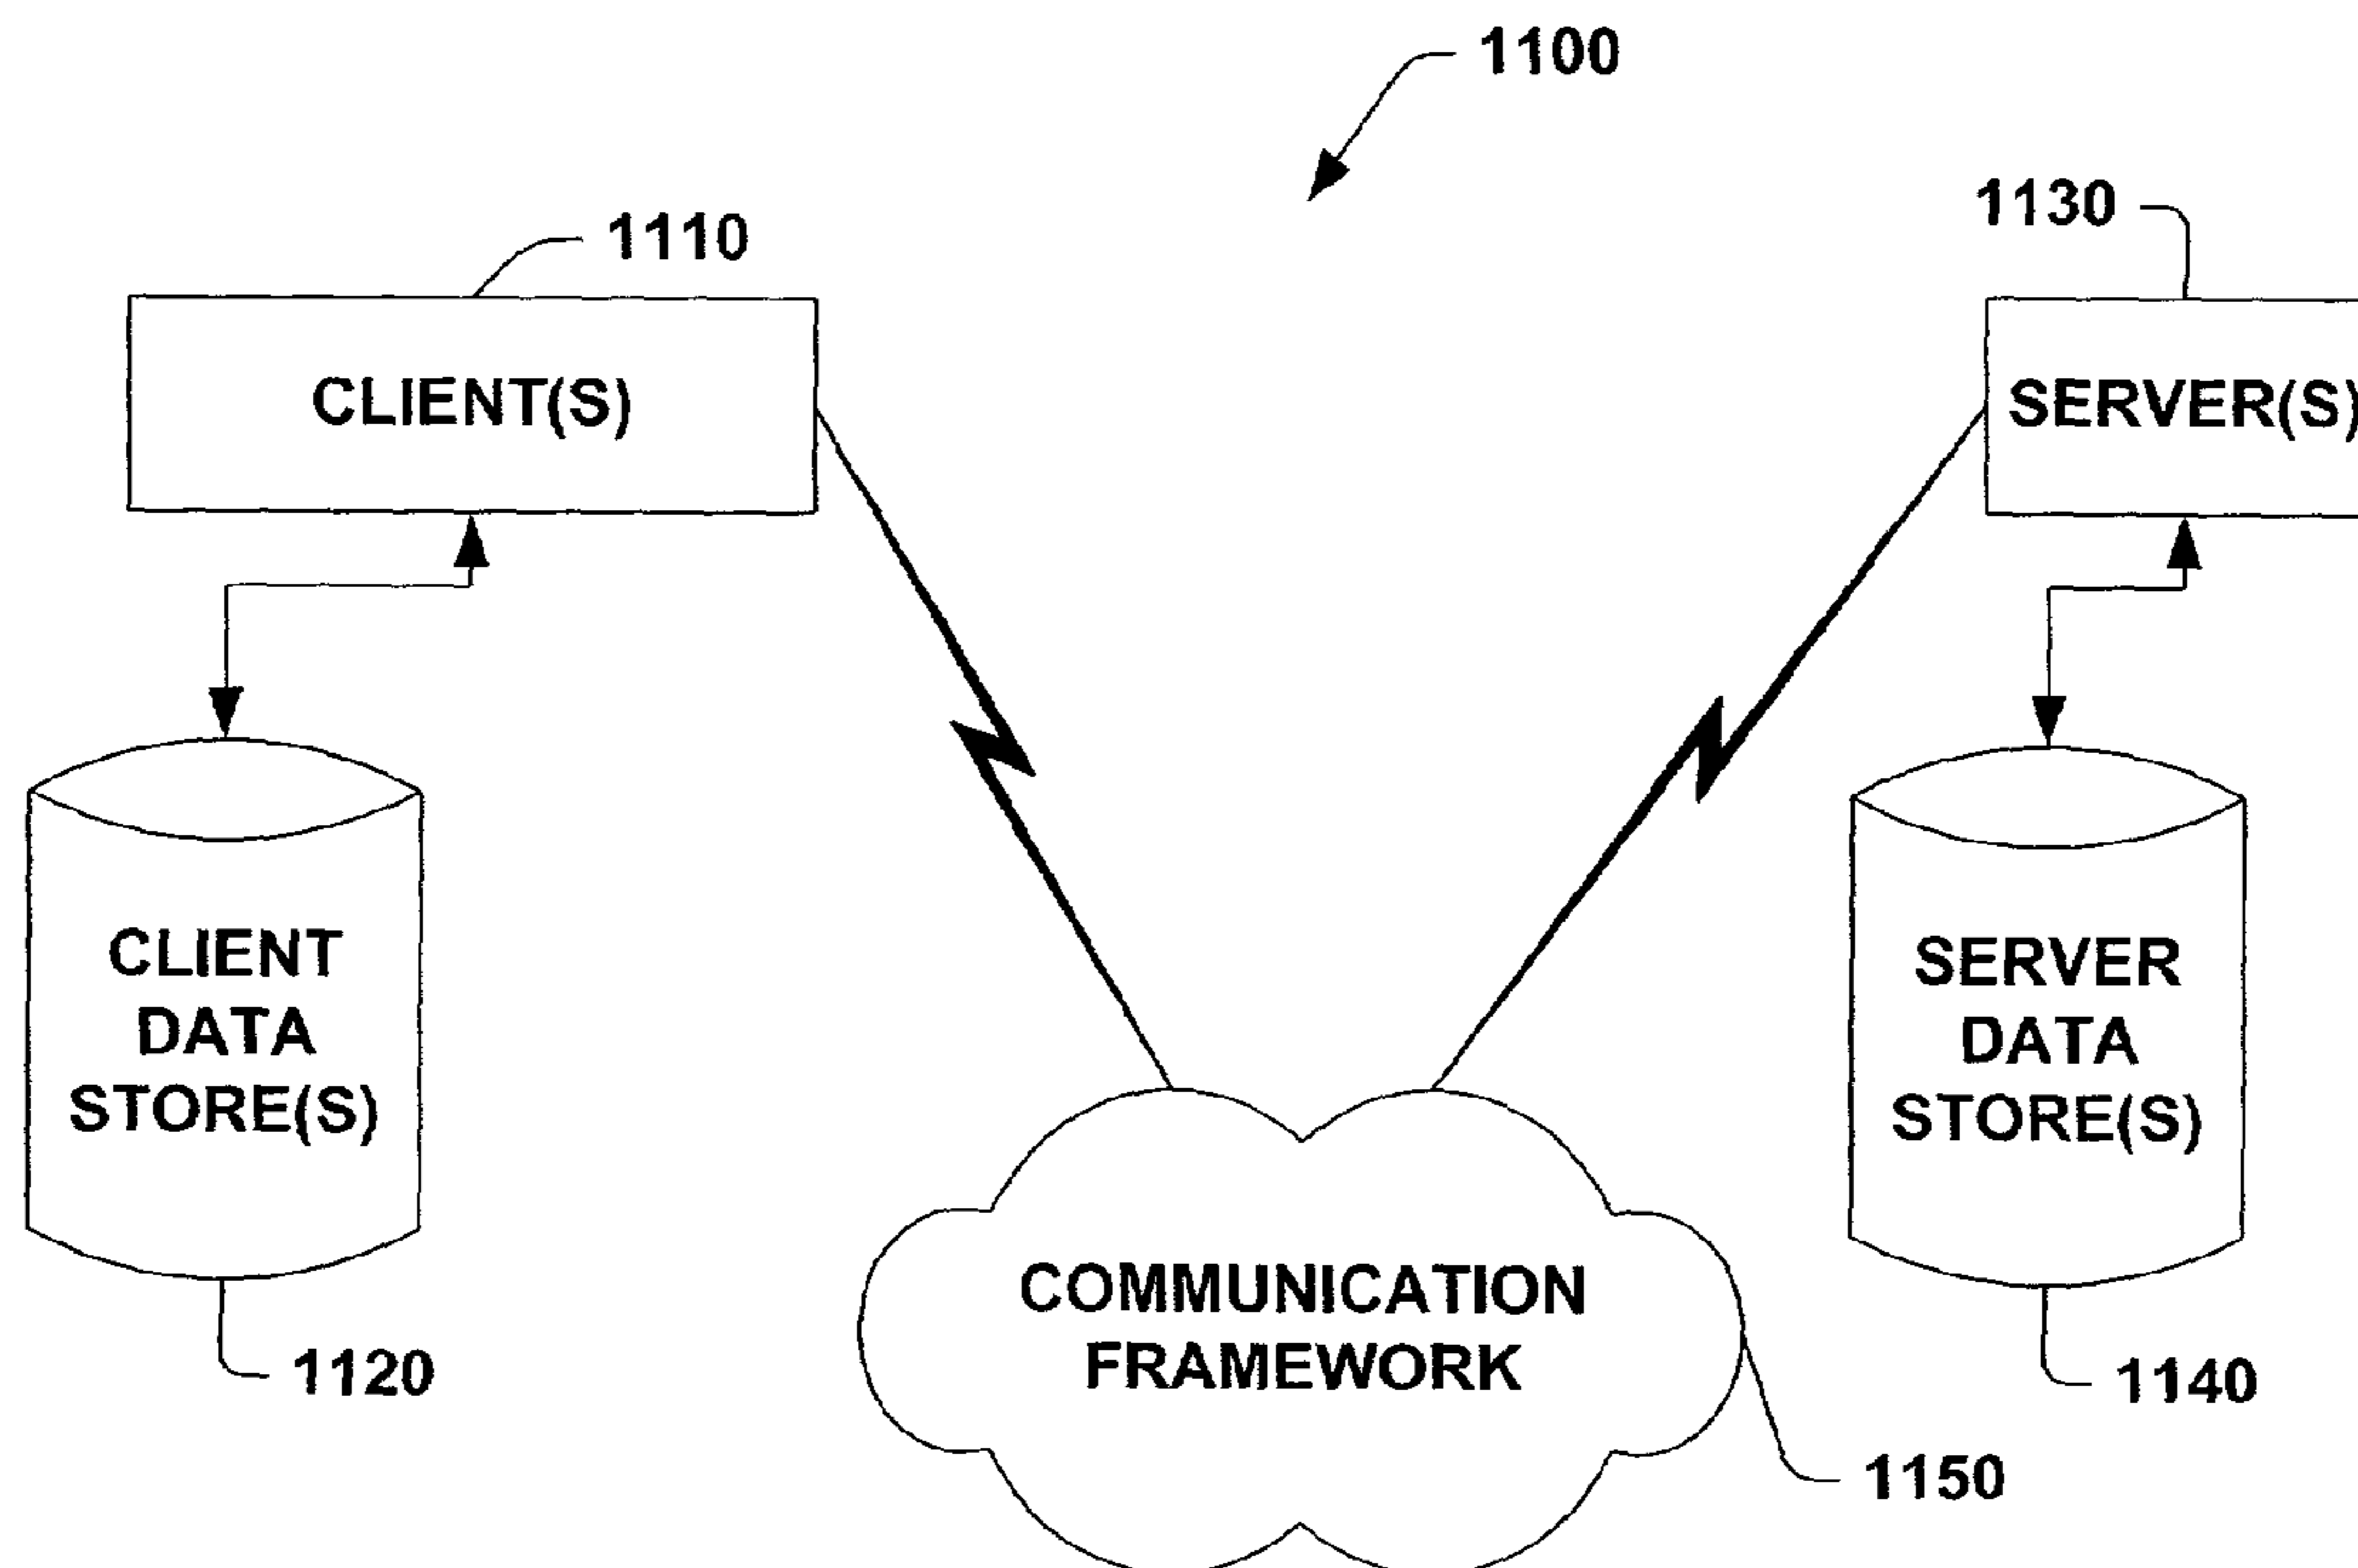 1100
1110
1130
CLIENT(S)
SERVER(S)
CLIENT
DATA
STORE(S)
SERVER
DATA
STORE(S)
COMMUNICATION
FRAMEWORK
1120
1140
1150